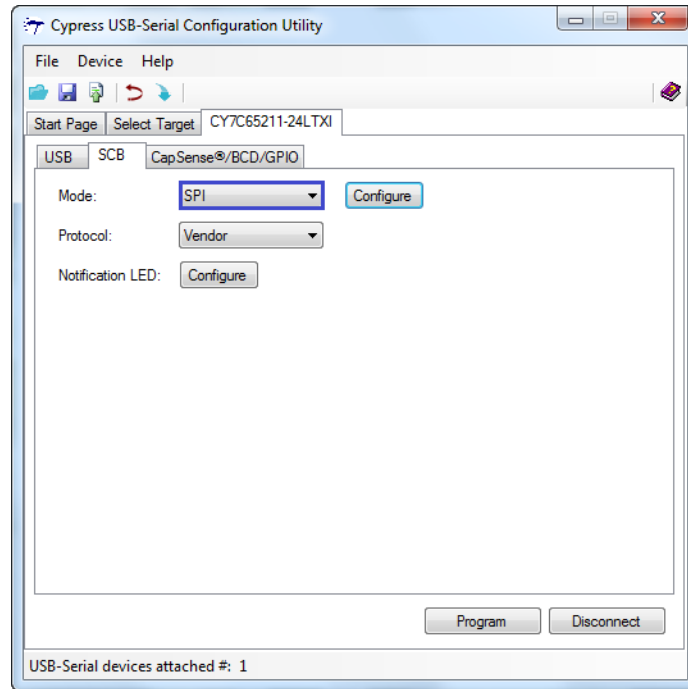 Cypress USB-Serial Configuration Utility
File Device Help
Start Page Select Target CY7C65211-24LTXI
USB SCB CapSense®/BCD/GPIO
Mode: SPI Configure
Protocol: Vendor
Notification LED: Configure
Program Disconnect
USB-Serial devices attached #: 1